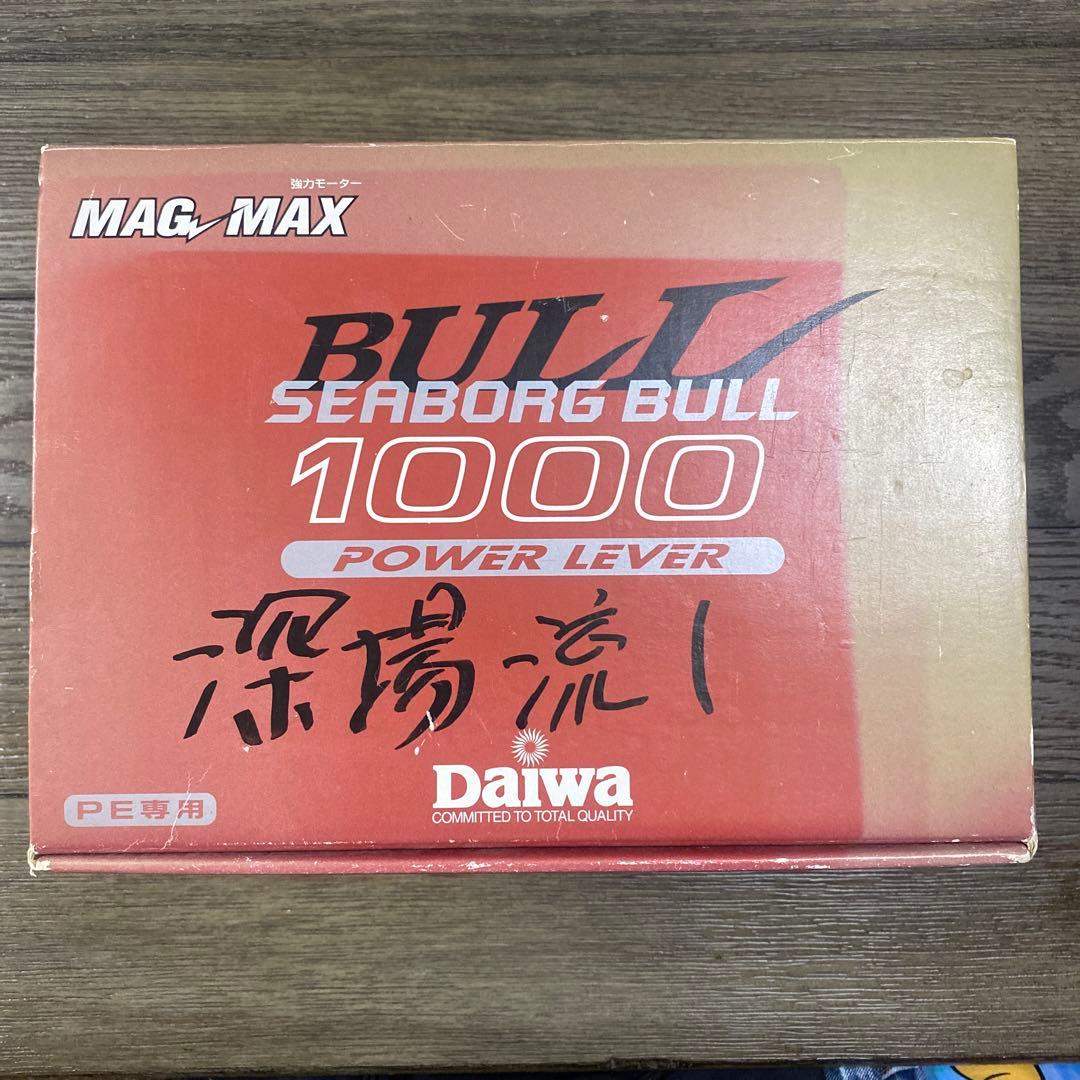 強力モーター
MAG MAX
BULL
SEABORG BULL
1000
POWER LEVER
深場流し
Daiwa
COMMITTED TO TOTAL QUALITY
PE専用